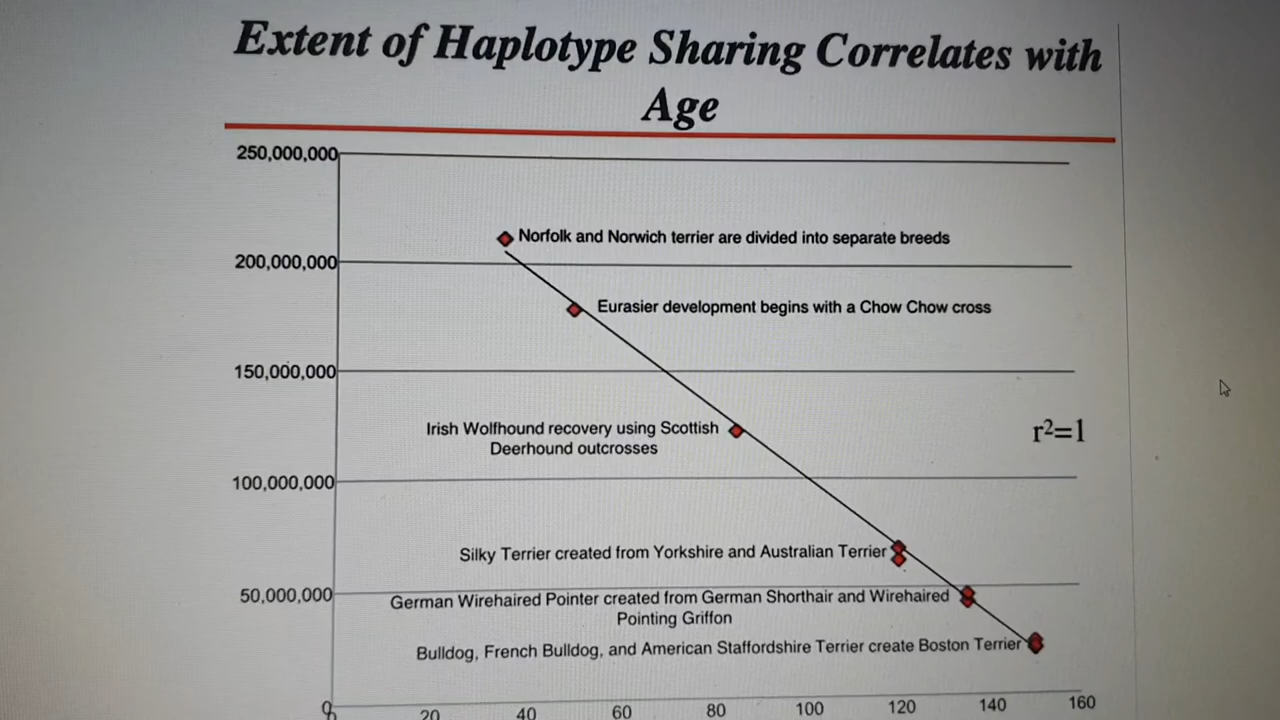 Extent of Haplotype Sharing Correlates with
Age
250,000,000
Norfolk and Norwich terrier are divided into separate breeds
200,000,000
Eurasier development begins with a Chow Chow cross
150,000,000
Irish Wolfhound recovery using Scottish
Deerhound outcrosses
r²=1
100,000,000
Silky Terrier created from Yorkshire and Australian Terrier
50,000,000
German Wirehaired Pointer created from German Shorthair and Wirehaired
Pointing Griffon
Bulldog, French Bulldog, and American Staffordshire Terrier create Boston Terrier
0
0 20 40 60 80 100 120 140 160